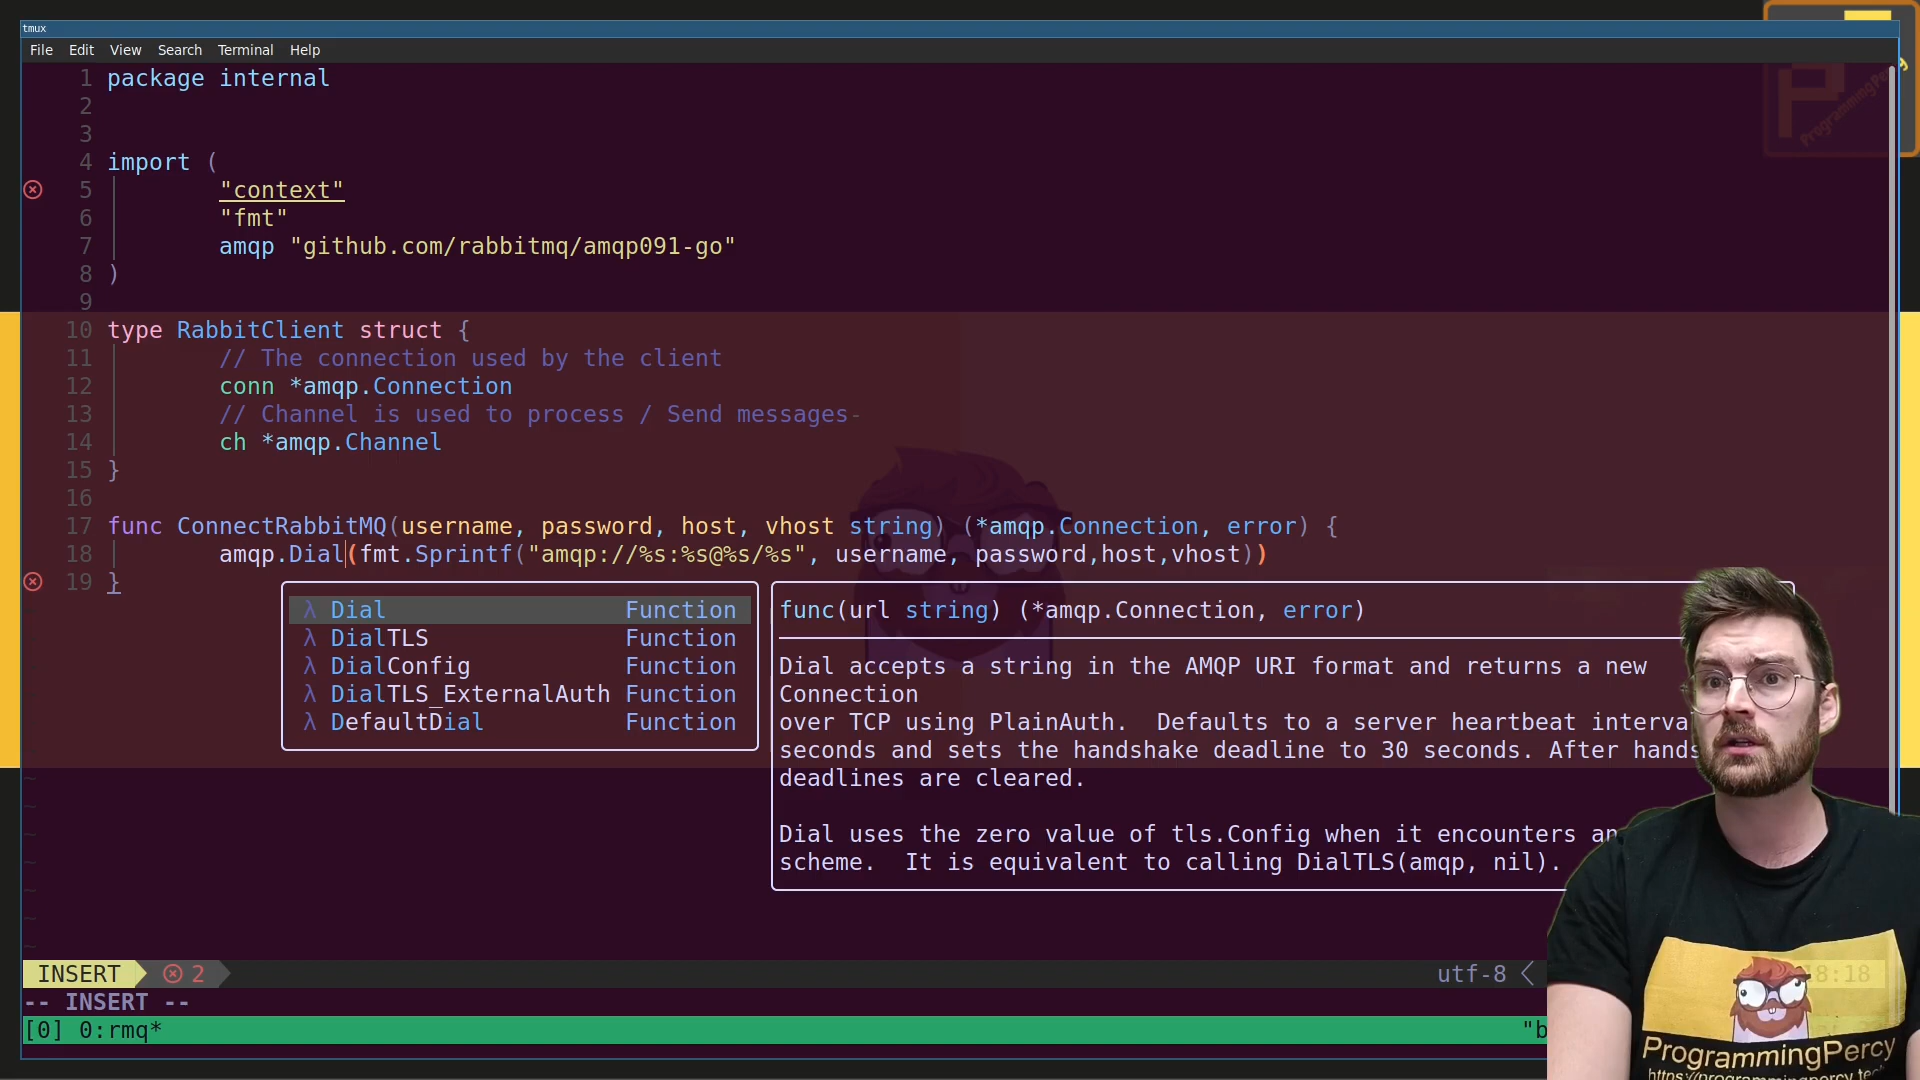 tmux
File Edit View Search Terminal Help
1 package internal
2
3
4 import (
5 "context"
6 "fmt"
7 amqp "github.com/rabbitmq/amqp091-go"
8 )
9
10 type RabbitClient struct {
11 // The connection used by the client
12 conn *amqp.Connection
13 // Channel is used to process / Send messages-
14 ch *amqp.Channel
15 }
16
17 func ConnectRabbitMQ(username, password, host, vhost string) (*amqp.Connection, error) {
18 amqp.Dial(fmt.Sprintf("amqp://%s:%s@%s/%s", username, password,host,vhost))
19 }
λ Dial Function
λ DialTLS Function
λ DialConfig Function
λ DialTLS_ExternalAuth Function
λ DefaultDial Function
func(url string) (*amqp.Connection, error)
Dial accepts a string in the AMQP URI format and returns a new
Connection
over TCP using PlainAuth.  Defaults to a server heartbeat interva
seconds and sets the handshake deadline to 30 seconds. After hands
deadlines are cleared.
Dial uses the zero value of tls.Config when it encounters an
scheme.  It is equivalent to calling DialTLS(amqp, nil).
INSERT 2
utf-8
18:18
-- INSERT --
[0] 0:rmq*
"b
ProgrammingPercy
https://programmingpercy.tec
ProgrammingPercy